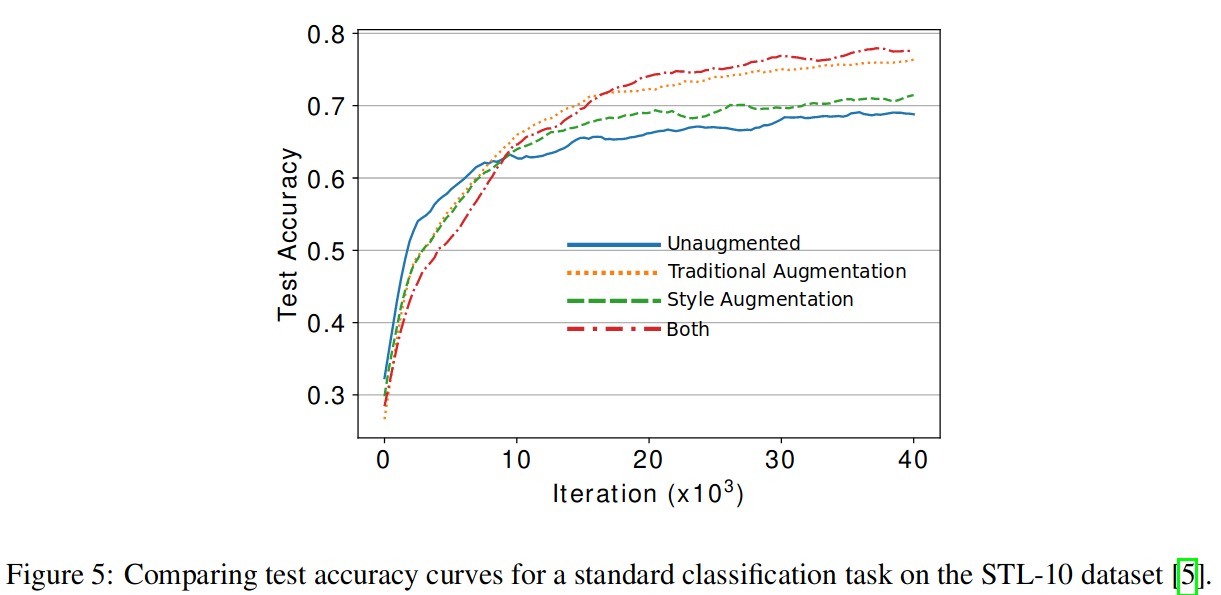 0.8
0.7
0.6
0.5
0.4
0.3
Test Accuracy
Unaugmented
Traditional Augmentation
Style Augmentation
Both
0 10 20 30 40
Iteration (x10³)
Figure 5: Comparing test accuracy curves for a standard classification task on the STL-10 dataset [5].